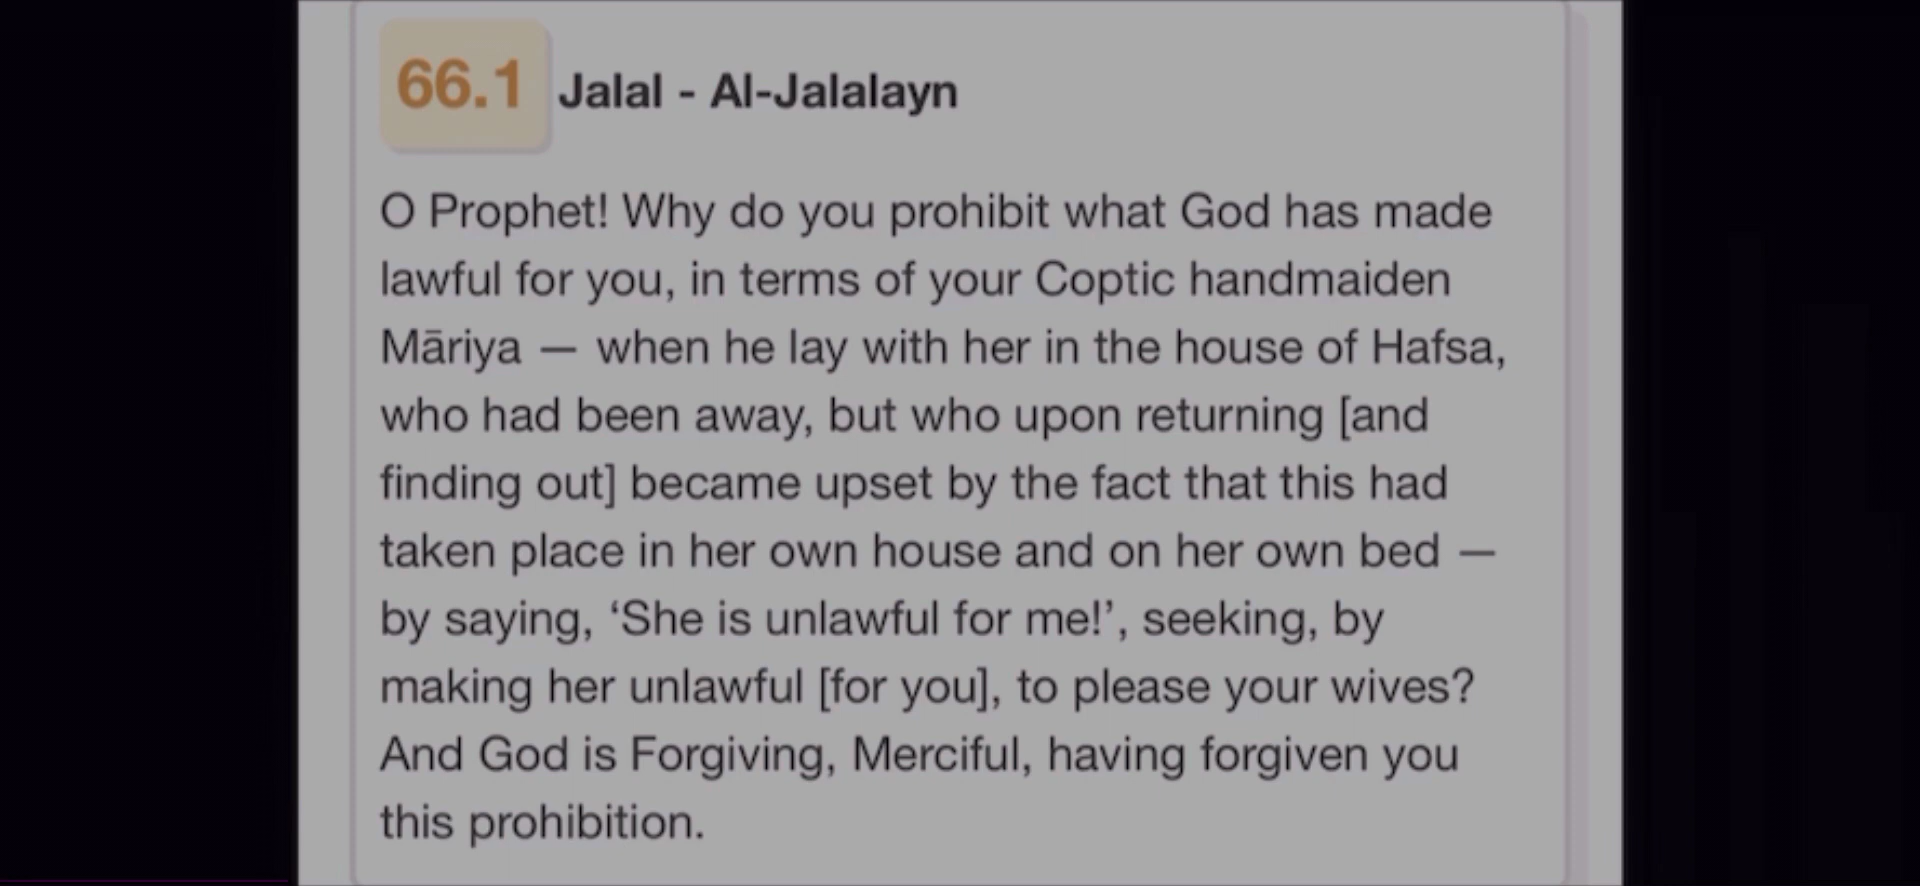 66.1 Jalal - Al-Jalalayn
O Prophet! Why do you prohibit what God has made
lawful for you, in terms of your Coptic handmaiden
Māriya — when he lay with her in the house of Hafsa,
who had been away, but who upon returning [and
finding out] became upset by the fact that this had
taken place in her own house and on her own bed —
by saying, ‘She is unlawful for me!’, seeking, by
making her unlawful [for you], to please your wives?
And God is Forgiving, Merciful, having forgiven you
this prohibition.